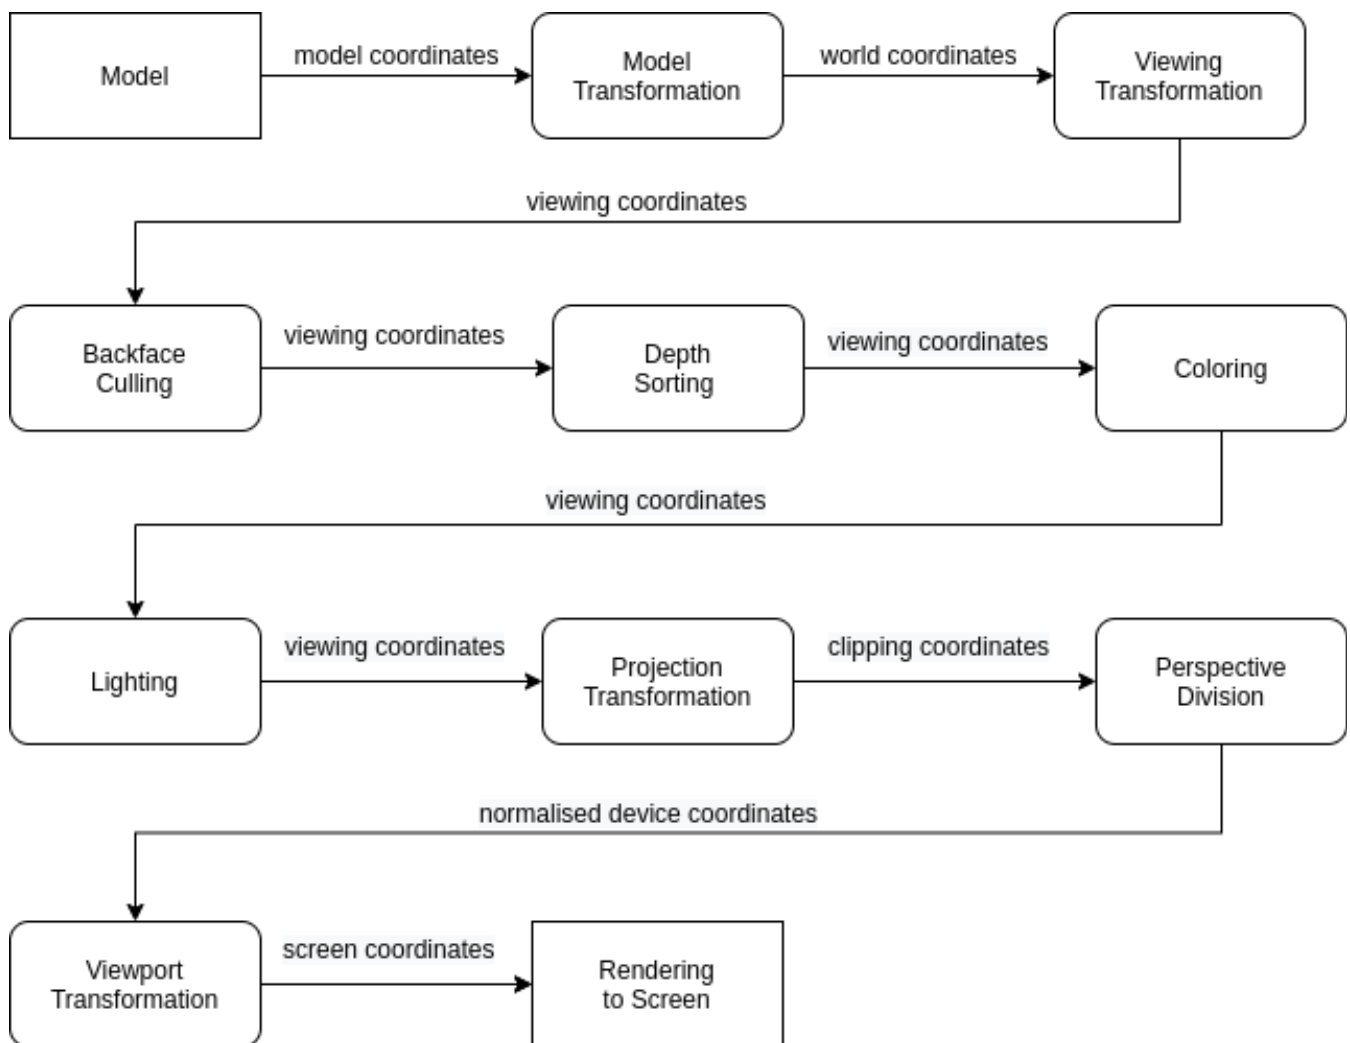 Model
model coordinates
Model
Transformation
world coordinates
Viewing
Transformation
viewing coordinates
Backface
Culling
viewing coordinates
Depth
Sorting
viewing coordinates
Coloring
viewing coordinates
Lighting
viewing coordinates
Projection
Transformation
clipping coordinates
Perspective
Division
normalised device coordinates
Viewport
Transformation
screen coordinates
Rendering
to Screen